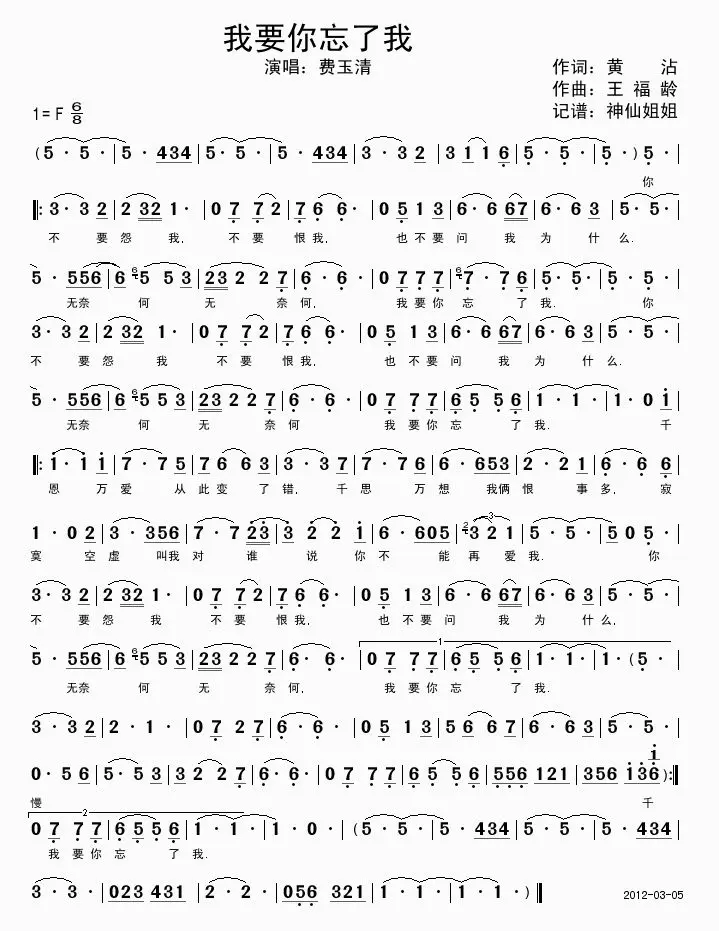 我要你忘了我
演唱：费玉清
作词：黄 沾
作曲：王 福 龄
1=F 6/8
记谱：神仙姐姐
(5· 5·|5· 434|5· 5·|5· 434|3· 3 2|3 1 1 6|5· 5·|5· 5·)5·|
你
‖:3· 3 2|2 32 1·|0 7 7 2|7 6 6·|0 5 1 3|6· 6 67|6· 6 3|5· 5·|
不 要 怨 我, 不 要 恨 我, 也 不 要 问 我 为 什 么.
5· 556|6 6 5 5 3|23 2 2 7|6· 6·|0 7 7 7|6 7· 7 6|5· 5·|5· 5·|
无奈 何 无 奈何, 我 要 你 忘 了 我. 你
3· 3 2|2 32 1·|0 7 7 2|7 6 6·|0 5 1 3|6· 6 67|6· 6 3|5· 5·|
不 要 怨 我 不 要 恨 我, 也 不 要 问 我 为 什 么.
5· 556|6 6 5 5 3|23 2 2 7|6· 6·|0 7 7 7|6 5 5 6|1· 1·|1· 0 1|
无奈 何 无 奈何 我 要 你 忘 了 我. 千
‖:1· 1 1|7· 7 5|7 6 6 3|3· 3 7|7· 7 6|6· 653|2· 2 1|6· 6 6|
恩 万 爱 从 此 变 了 错, 千 思 万 想 我俩 恨 事 多, 寂
1· 0 2|3· 356|7· 7 23|3 2 2 1|6· 605|2 3 2 1|5· 5·|5 0 5·|
寞 空 虚 叫我 对 谁 说 你 不 能 再 爱 我. 你
3· 3 2|2 32 1·|0 7 7 2|7 6 6·|0 5 1 3|6· 6 67|6· 6 3|5· 5·|
不 要 怨 我 不 要 恨 我, 也 不 要 问 我 为 什 么.
1
5· 556|6 6 5 5 3|23 2 2 7|6· 6·|0 7 7 7|6 5 5 6|1· 1·|1·(5·|
无奈 何 无 奈何, 我 要 你 忘 了 我.
3· 3 2|2· 1·|0 7 2 7|6· 6·|0 5 1 3|5 6 6 7|6· 3·|5· 5·|
0· 5 6|5· 5 3|3 2 2 7|6· 6·|0 7 7 7|6 5 5 6|556 121|356 136):‖
1
慢 千
2
0 7 7 7|6 5 5 6|1· 1·|1· 0·|(5· 5·|5· 434|5· 5·|5· 434|
我 要 你 忘 了 我.
3· 3·|023 431|2· 2·|056 321|1· 1·)‖
2012-03-05